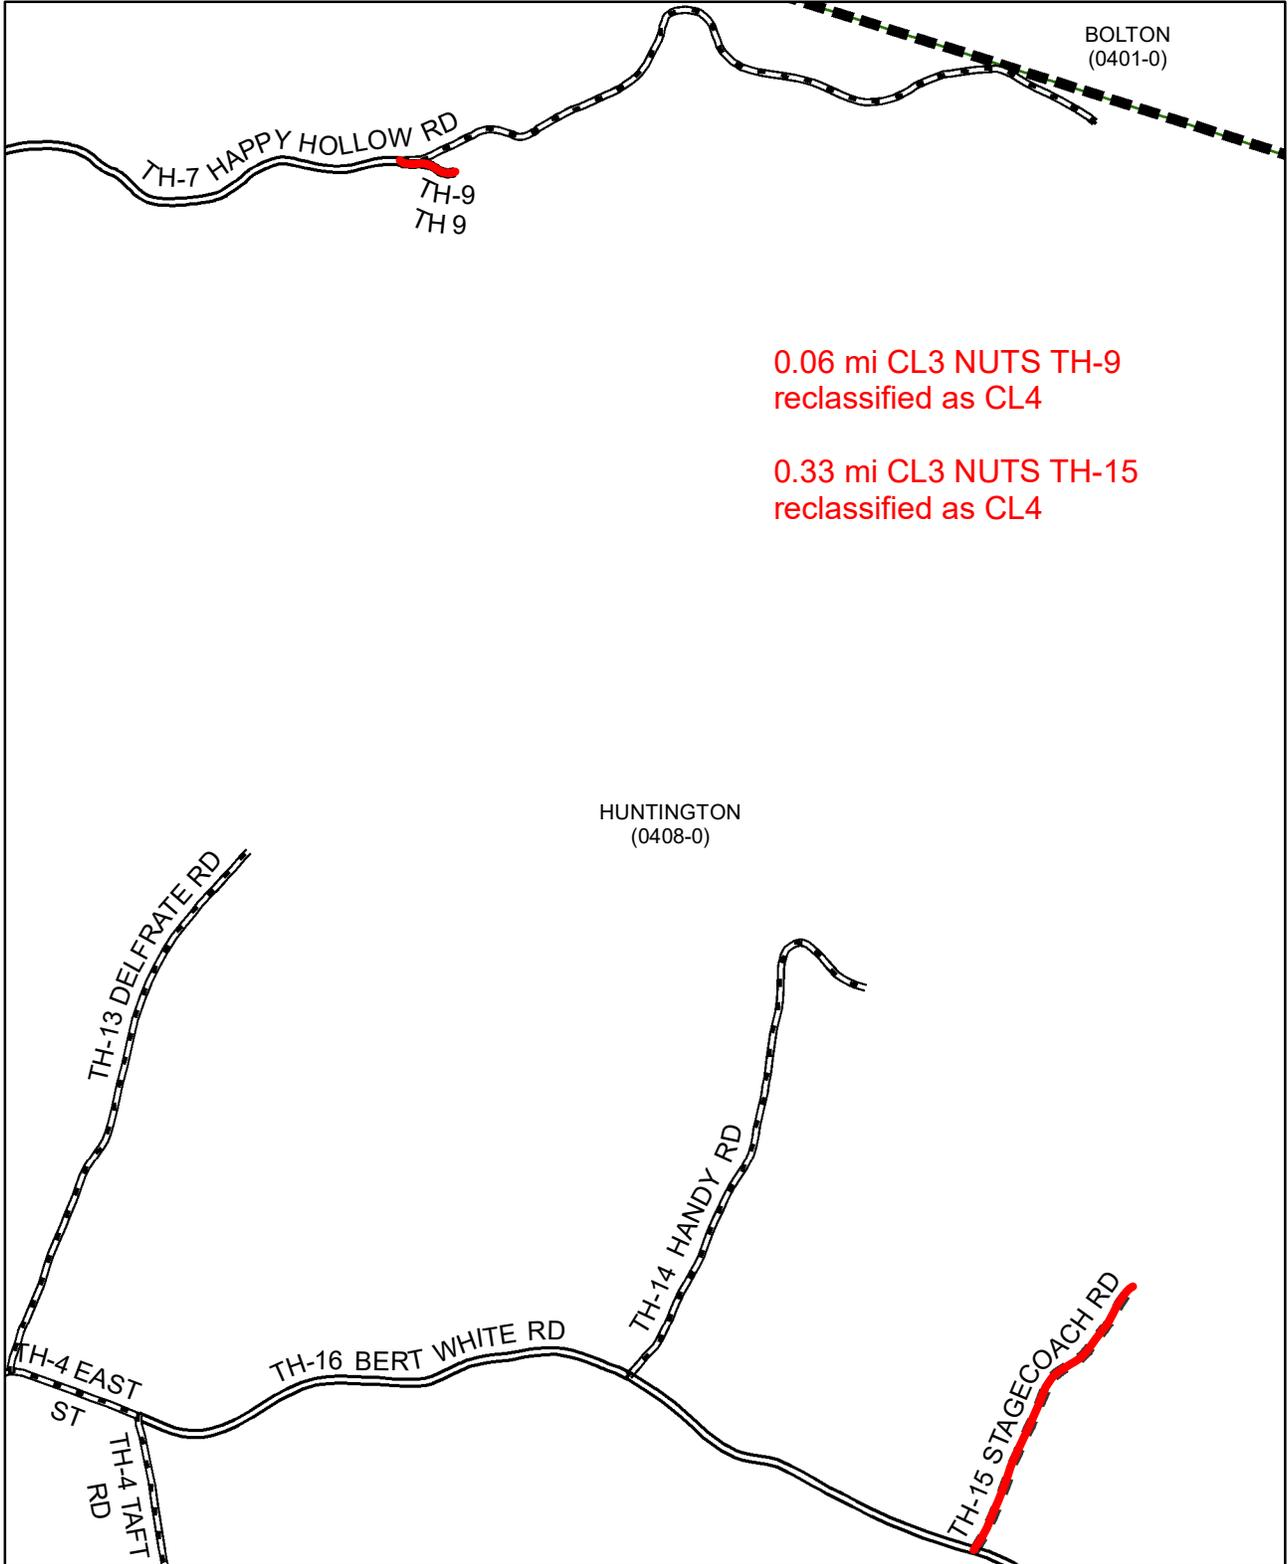 BOLTON
(0401-0)
TH-7 HAPPY HOLLOW RD
TH-9
TH 9
0.06 mi CL3 NUTS TH-9
reclassified as CL4
0.33 mi CL3 NUTS TH-15
reclassified as CL4
HUNTINGTON
(0408-0)
TH-13 DELFRATE RD
TH-14 HANDY RD
TH-15 STAGECOACH RD
TH-16 BERT WHITE RD
TH-4 EAST
ST
TH-4 TAFT
RD